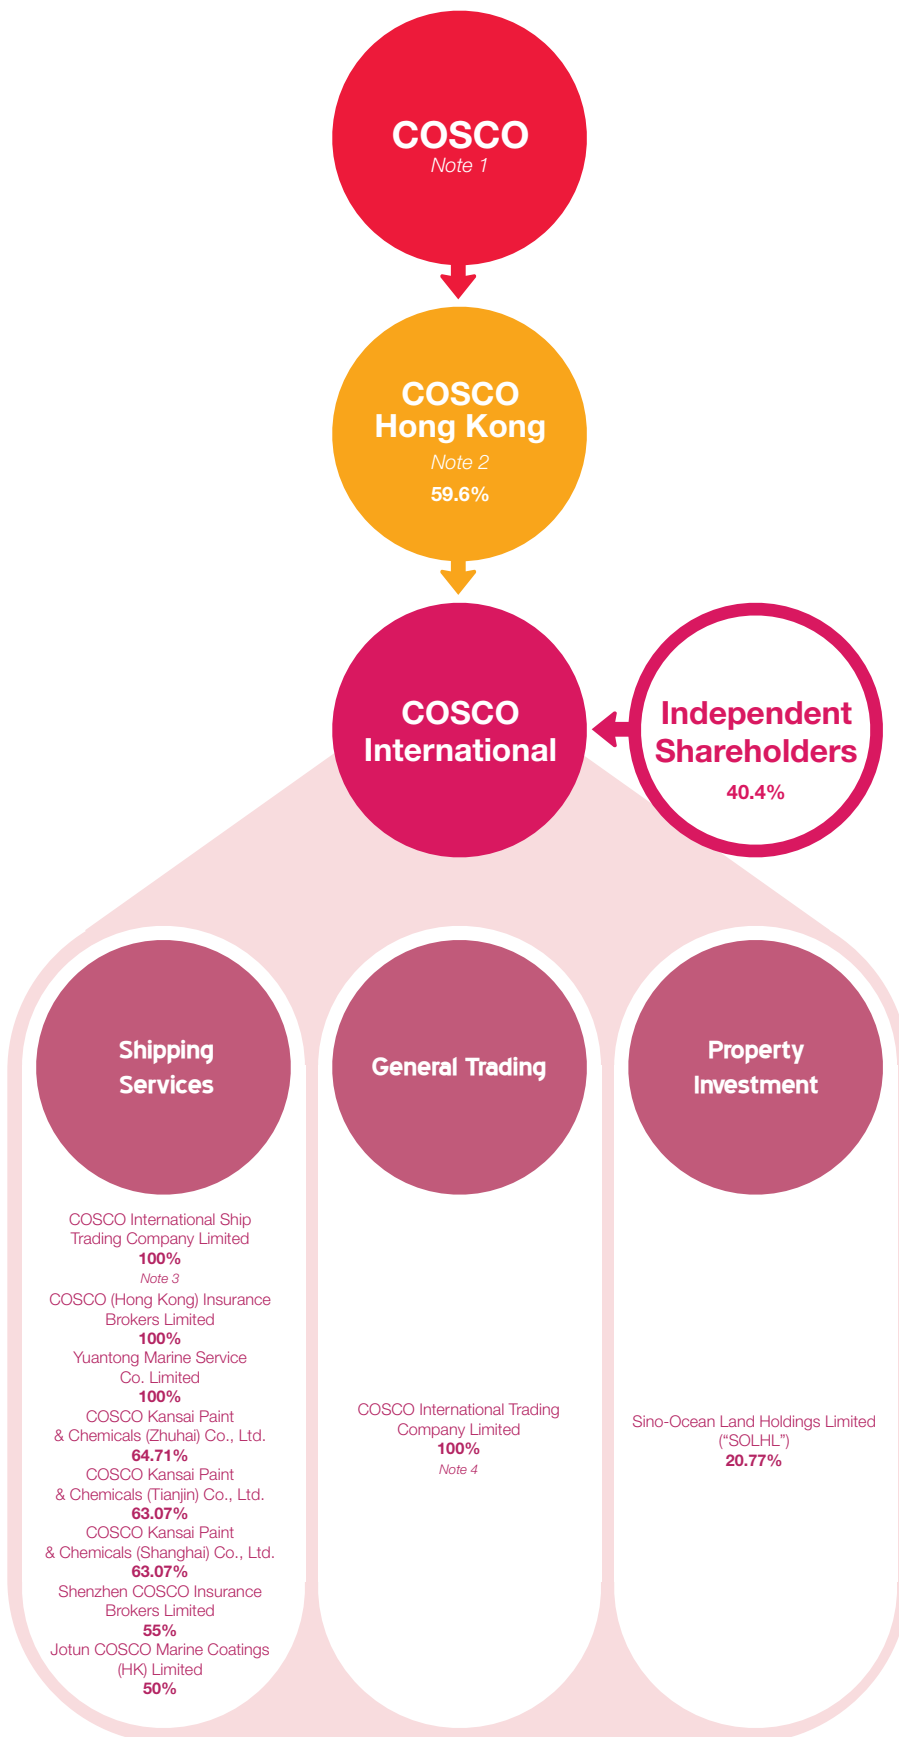 COSCO
Note 1
COSCO
Hong Kong
Note 2
59.6%
COSCO
International
Independent
Shareholders
40.4%
Shipping
Services
COSCO International Ship
Trading Company Limited
100%
Note 3
COSCO (Hong Kong) Insurance
Brokers Limited
100%
Yuantong Marine Service
Co. Limited
100%
COSCO Kansai Paint
& Chemicals (Zhuhai) Co., Ltd.
64.71%
COSCO Kansai Paint
& Chemicals (Tianjin) Co., Ltd.
63.07%
COSCO Kansai Paint
& Chemicals (Shanghai) Co., Ltd.
63.07%
Shenzhen COSCO Insurance
Brokers Limited
55%
Jotun COSCO Marine Coatings
(HK) Limited
50%
General Trading
COSCO International Trading
Company Limited
100%
Note 4
Property
Investment
Sino-Ocean Land Holdings Limited
(“SOLHL”)
20.77%